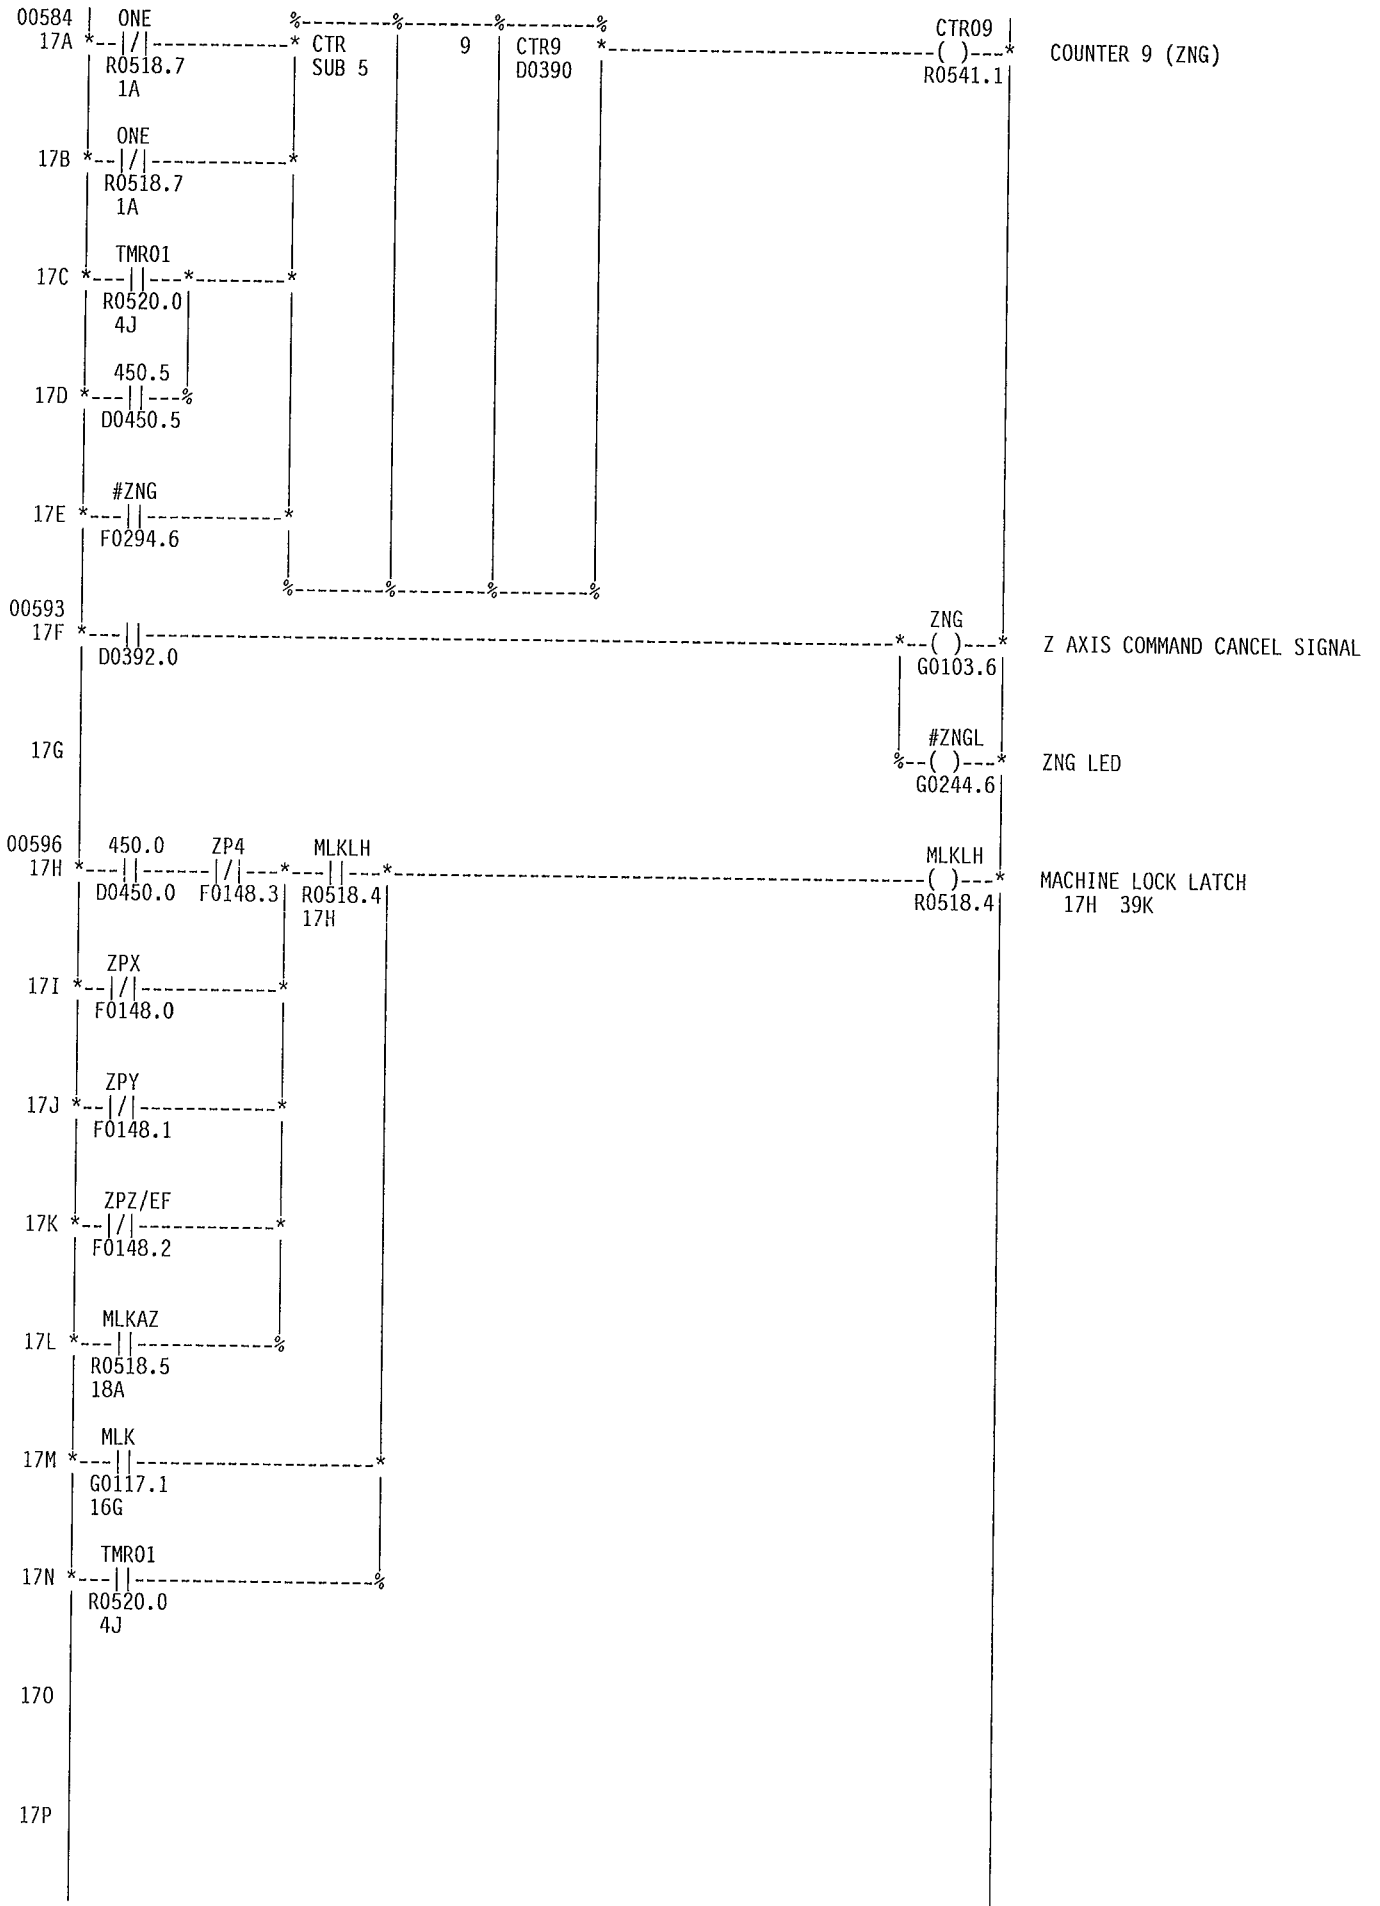 00584 ONE
17A CTR 9 CTR9 CTR09 COUNTER 9 (ZNG)
R0518.7 SUB 5 D0390 R0541.1
1A
ONE
17B
R0518.7
1A
TMR01
17C
R0520.0
4J
450.5
17D
D0450.5
#ZNG
17E
F0294.6
00593 ZNG
17F Z AXIS COMMAND CANCEL SIGNAL
D0392.0 G0103.6
#ZNGL
17G ZNG LED
G0244.6
00596 450.0 ZP4 MLKLH MLKLH
17H MACHINE LOCK LATCH
D0450.0 F0148.3 R0518.4 R0518.4 17H 39K
17H
ZPX
17I
F0148.0
ZPY
17J
F0148.1
ZPZ/EF
17K
F0148.2
MLKAZ
17L
R0518.5
18A
MLK
17M
G0117.1
16G
TMR01
17N
R0520.0
4J
17O
17P